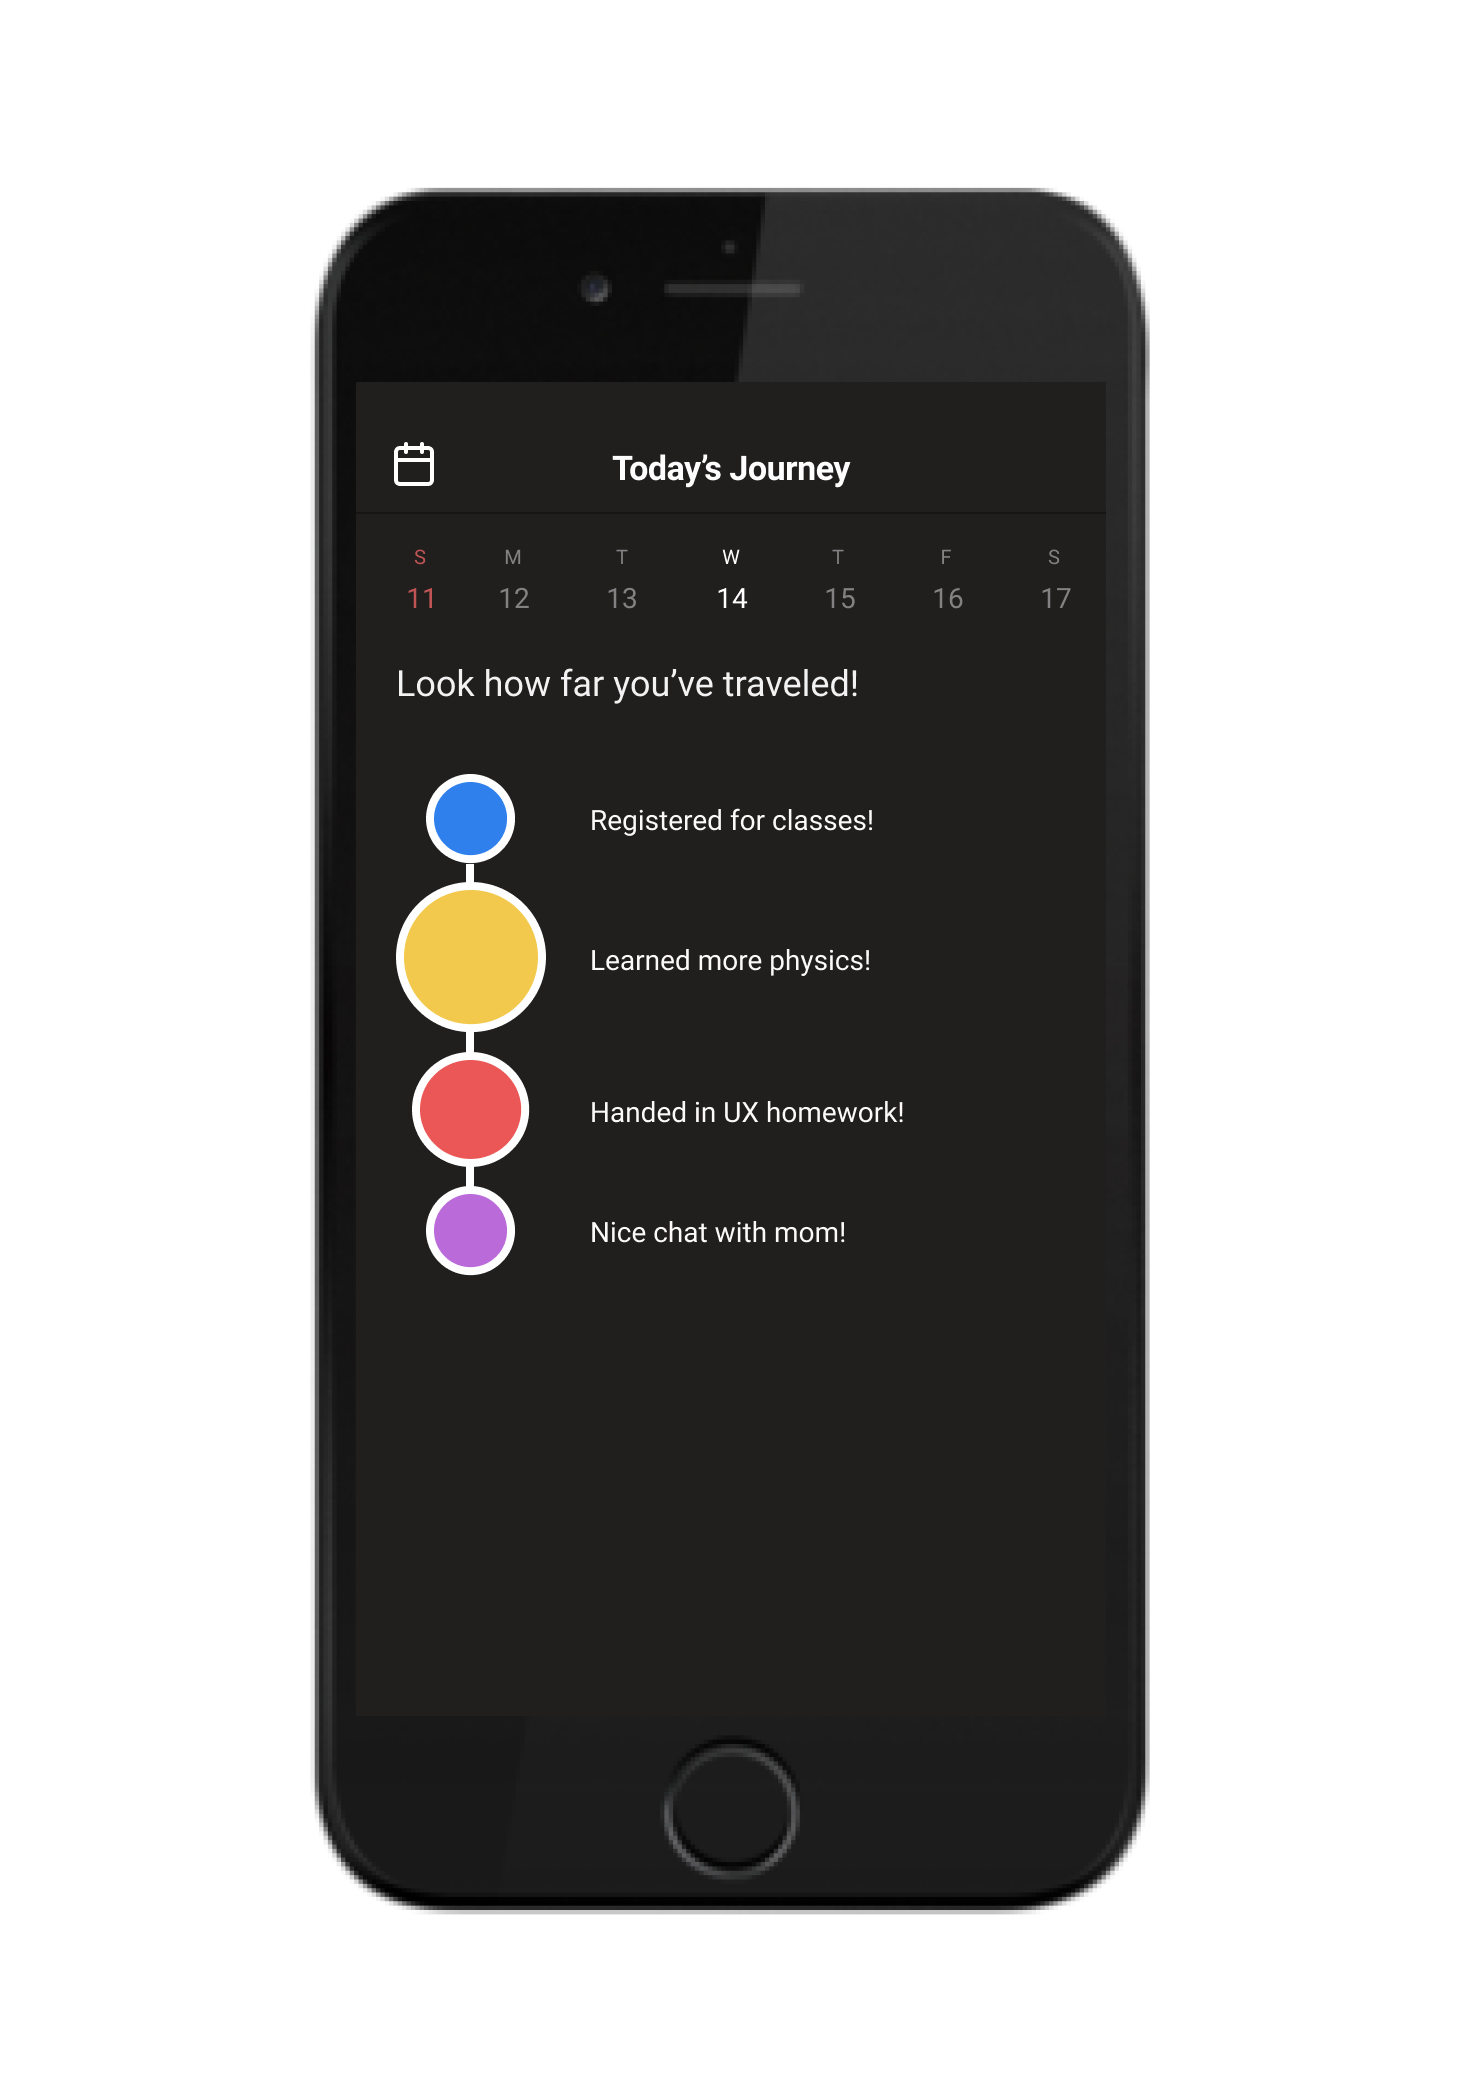 Today’s Journey
S M T W T F S
11 12 13 14 15 16 17
Look how far you’ve traveled!
Registered for classes!
Learned more physics!
Handed in UX homework!
Nice chat with mom!